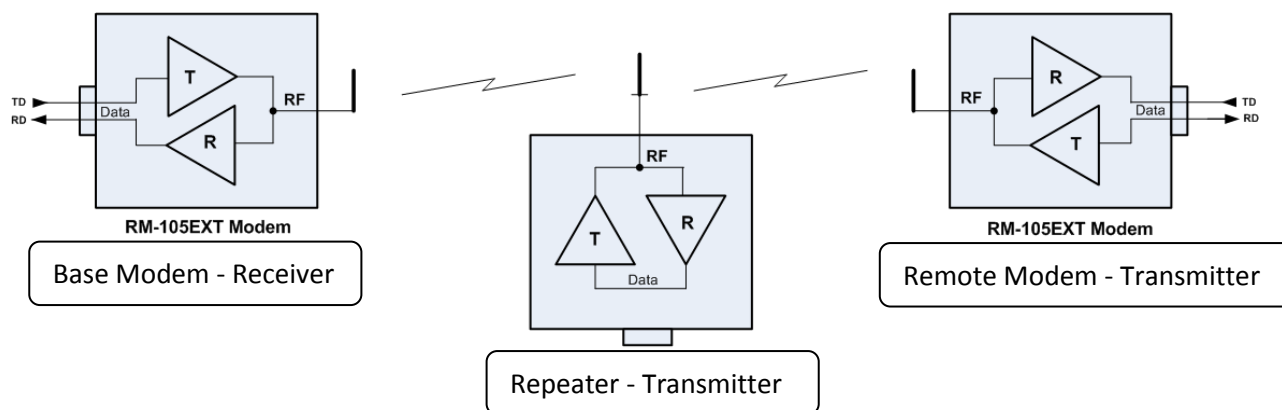 T
RF
TD
Data
RD
R
RM-105EXT Modem
Base Modem - Receiver
RF
T
R
Data
Repeater - Transmitter
R
RF
TD
Data
RD
T
RM-105EXT Modem
Remote Modem - Transmitter